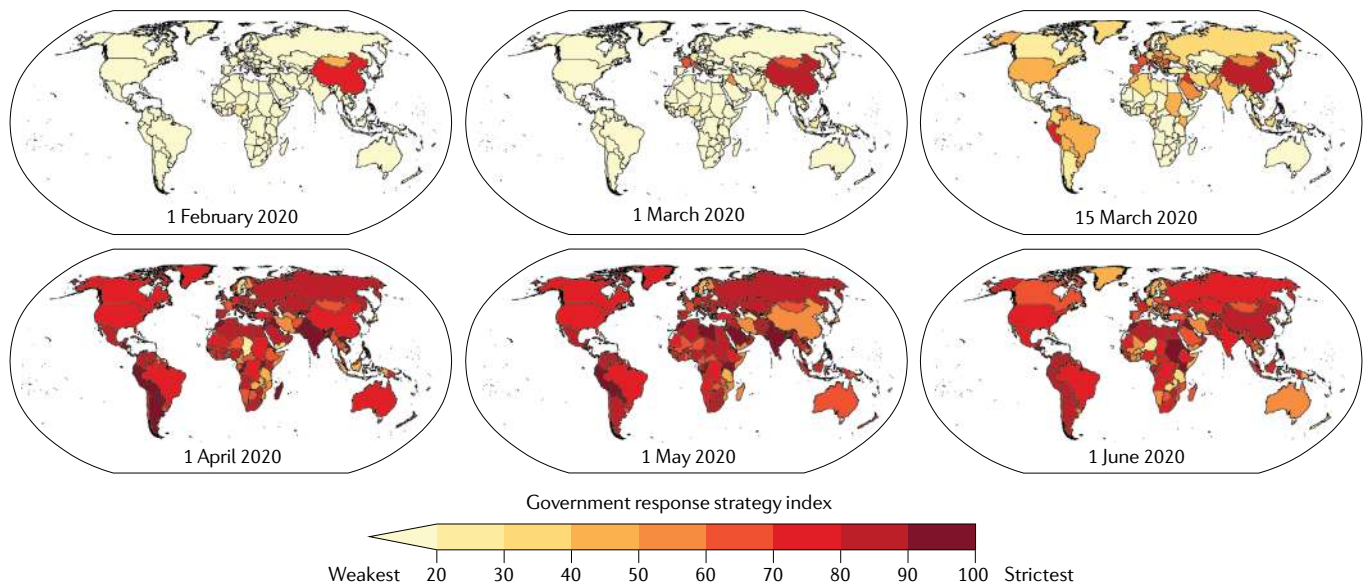 1 February 2020
1 March 2020
15 March 2020
1 April 2020
1 May 2020
1 June 2020
Government response strategy index
Weakest 20 30 40 50 60 70 80 90 100 Strictest